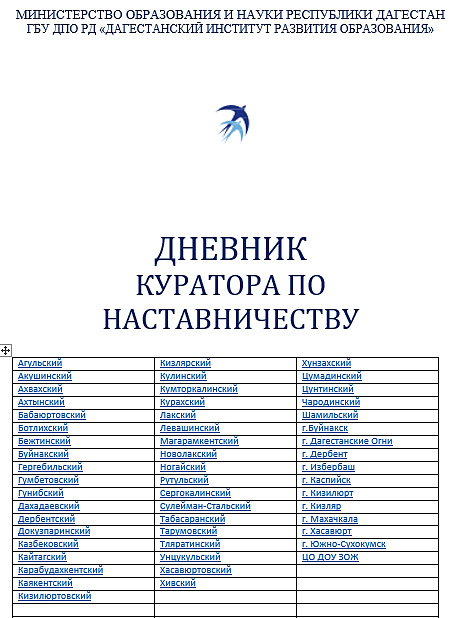 МИНИСТЕРСТВО ОБРАЗОВАНИЯ И НАУКИ РЕСПУБЛИКИ ДАГЕСТАН
ГБУ ДПО РД «ДАГЕСТАНСКИЙ ИНСТИТУТ РАЗВИТИЯ ОБРАЗОВАНИЯ»
ДНЕВНИК
КУРАТОРА ПО
НАСТАВНИЧЕСТВУ
Агульский Кизлярский Хунзахский
Акушинский Кулинский Цумадинский
Ахвахский Кумторкалинский Цунтинский
Ахтынский Курахский Чародинский
Бабаюртовский Лакский Шамильский
Ботлихский Левашинский г.Буйнакск
Бежтинский Магарамкентский г. Дагестанские Огни
Буйнакский Новолакский г. Дербент
Гергебильский Ногайский г. Избербаш
Гумбетовский Рутульский г. Каспийск
Гунибский Сергокалинский г. Кизилюрт
Дахадаевский Сулейман-Стальский г. Кизляр
Дербентский Табасаранский г. Махачкала
Докузпаринский Тарумовский г. Хасавюрт
Казбековский Тляратинский г. Южно-Сухокумск
Кайтагский Унцукульский ЦО ДОУ ЗОЖ
Карабудахкентский Хасавюртовский
Каякентский Хивский
Кизилюртовский